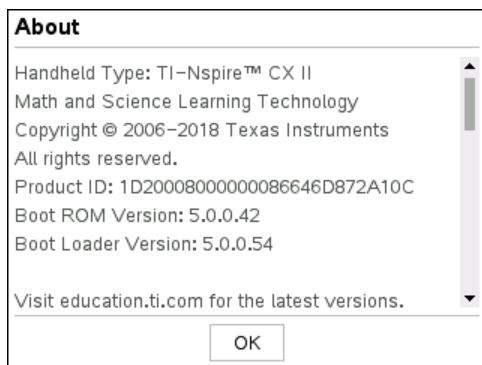 About
Handheld Type: TI-Nspire™ CX II
Math and Science Learning Technology
Copyright © 2006-2018 Texas Instruments
All rights reserved.
Product ID: 1D20008000000086646D872A10C
Boot ROM Version: 5.0.0.42
Boot Loader Version: 5.0.0.54
Visit education.ti.com for the latest versions.
OK